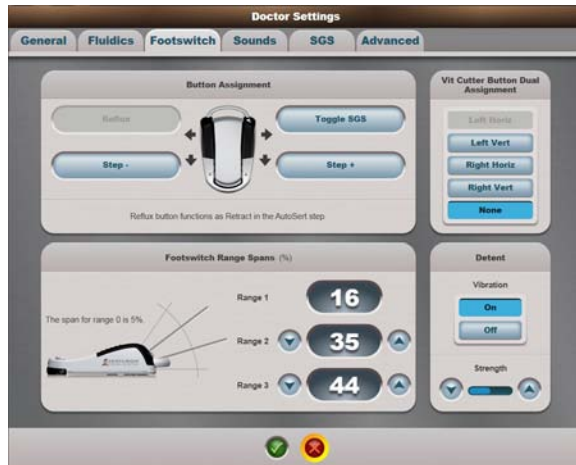 Doctor Settings
General Fluidics Footswitch Sounds SGS Advanced
Button Assignment
Reflux
Toggle SGS
Step -
Step +
Reflux button functions as Retract in the AutoSert step
Vit Cutter Button Dual
Assignment
Left Horiz
Left Vert
Right Horiz
Right Vert
None
Footswitch Range Spans (%)
The span for range 0 is 5%.
Range 1
16
Range 2
35
Range 3
44
Detent
Vibration
On
Off
Strength